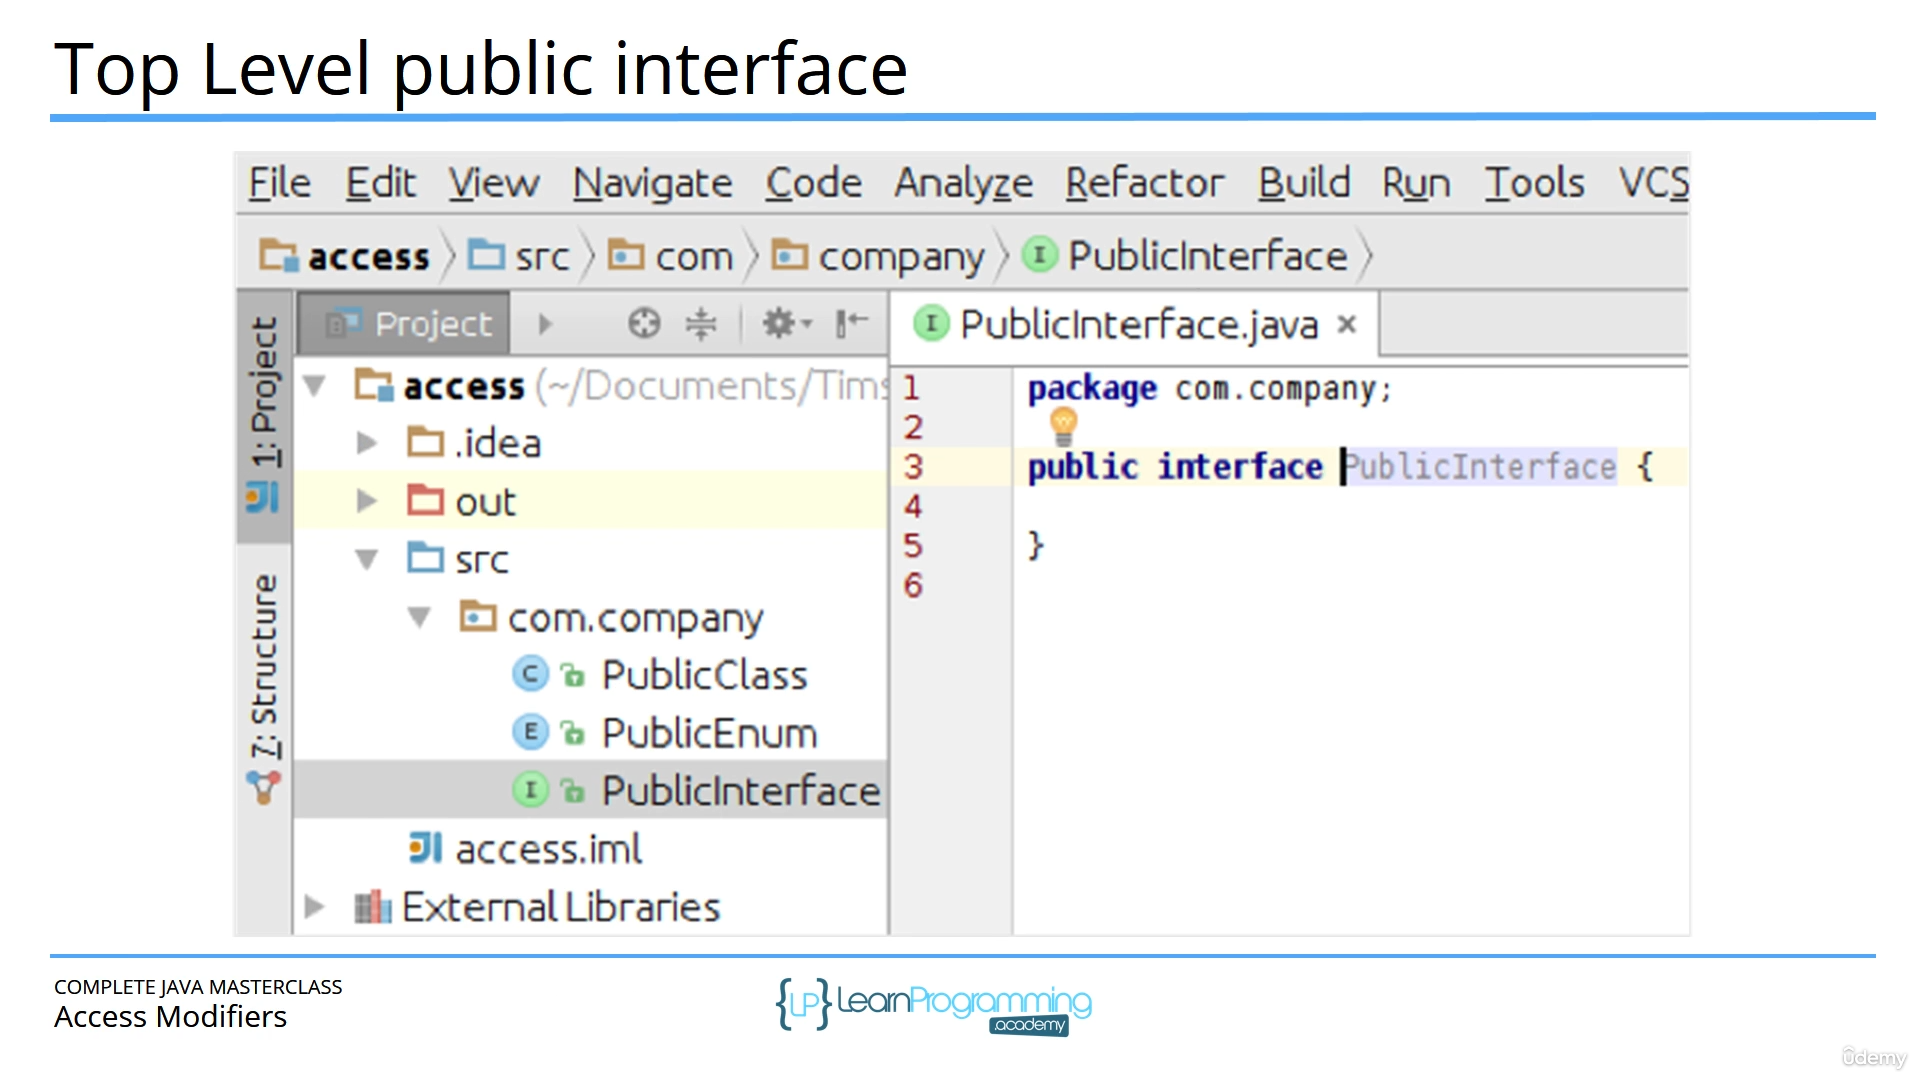 Top Level public interface
File Edit View Navigate Code Analyze Refactor Build Run Tools VCS
access src com company PublicInterface
1: Project
7: Structure
Project
access (~/Documents/Tims
.idea
out
src
com.company
C PublicClass
E PublicEnum
I PublicInterface
access.iml
External Libraries
I PublicInterface.java ×
1 package com.company;
2
3 public interface PublicInterface {
4
5 }
6
COMPLETE JAVA MASTERCLASS
Access Modifiers
{LP} LearnProgramming
.academy
ûdemy